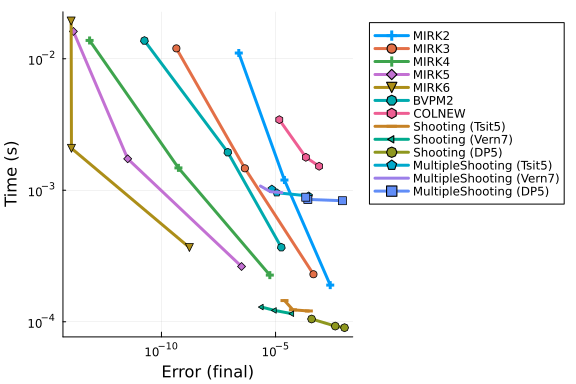 10⁻²
10⁻³
10⁻⁴
Time (s)
10⁻¹⁰
10⁻⁵
Error (final)
MIRK2
MIRK3
MIRK4
MIRK5
MIRK6
BVPM2
COLNEW
Shooting (Tsit5)
Shooting (Vern7)
Shooting (DP5)
MultipleShooting (Tsit5)
MultipleShooting (Vern7)
MultipleShooting (DP5)